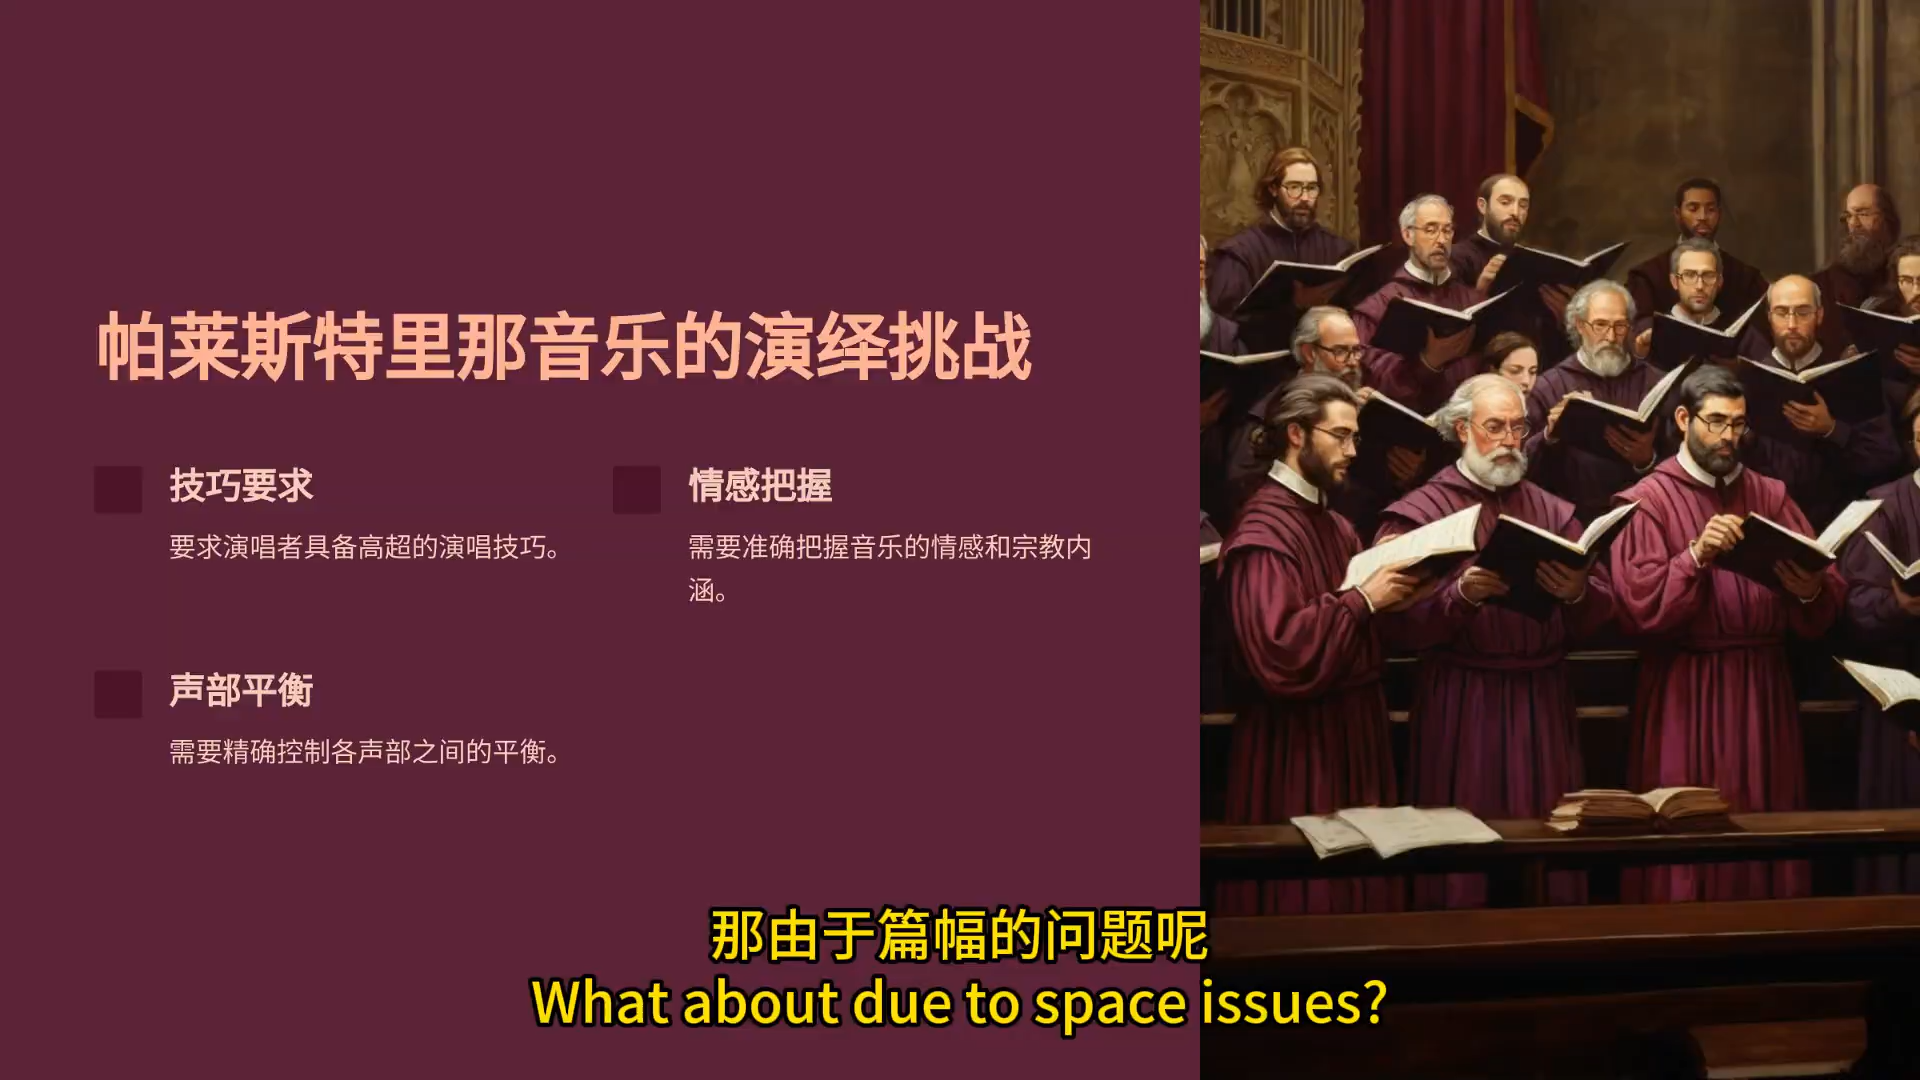 帕莱斯特里那音乐的演绎挑战
技巧要求
要求演唱者具备高超的演唱技巧。
情感把握
需要准确把握音乐的情感和宗教内
涵。
声部平衡
需要精确控制各声部之间的平衡。
那由于篇幅的问题呢
What about due to space issues?